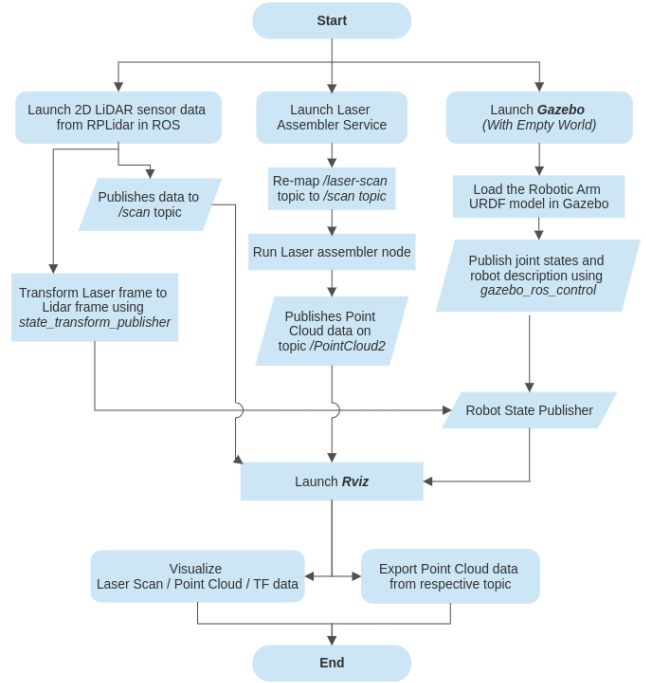 Start
Launch 2D LiDAR sensor data
from RPLidar in ROS
Launch Laser
Assembler Service
Launch Gazebo
(With Empty World)
Publishes data to
/scan topic
Re-map /laser-scan
topic to /scan topic
Load the Robotic Arm
URDF model in Gazebo
Run Laser assembler node
Publish joint states and
robot description using
gazebo_ros_control
Transform Laser frame to
Lidar frame using
state_transform_publisher
Publishes Point
Cloud data on
topic /PointCloud2
Robot State Publisher
Launch Rviz
Visualize
Laser Scan / Point Cloud / TF data
Export Point Cloud data
from respective topic
End